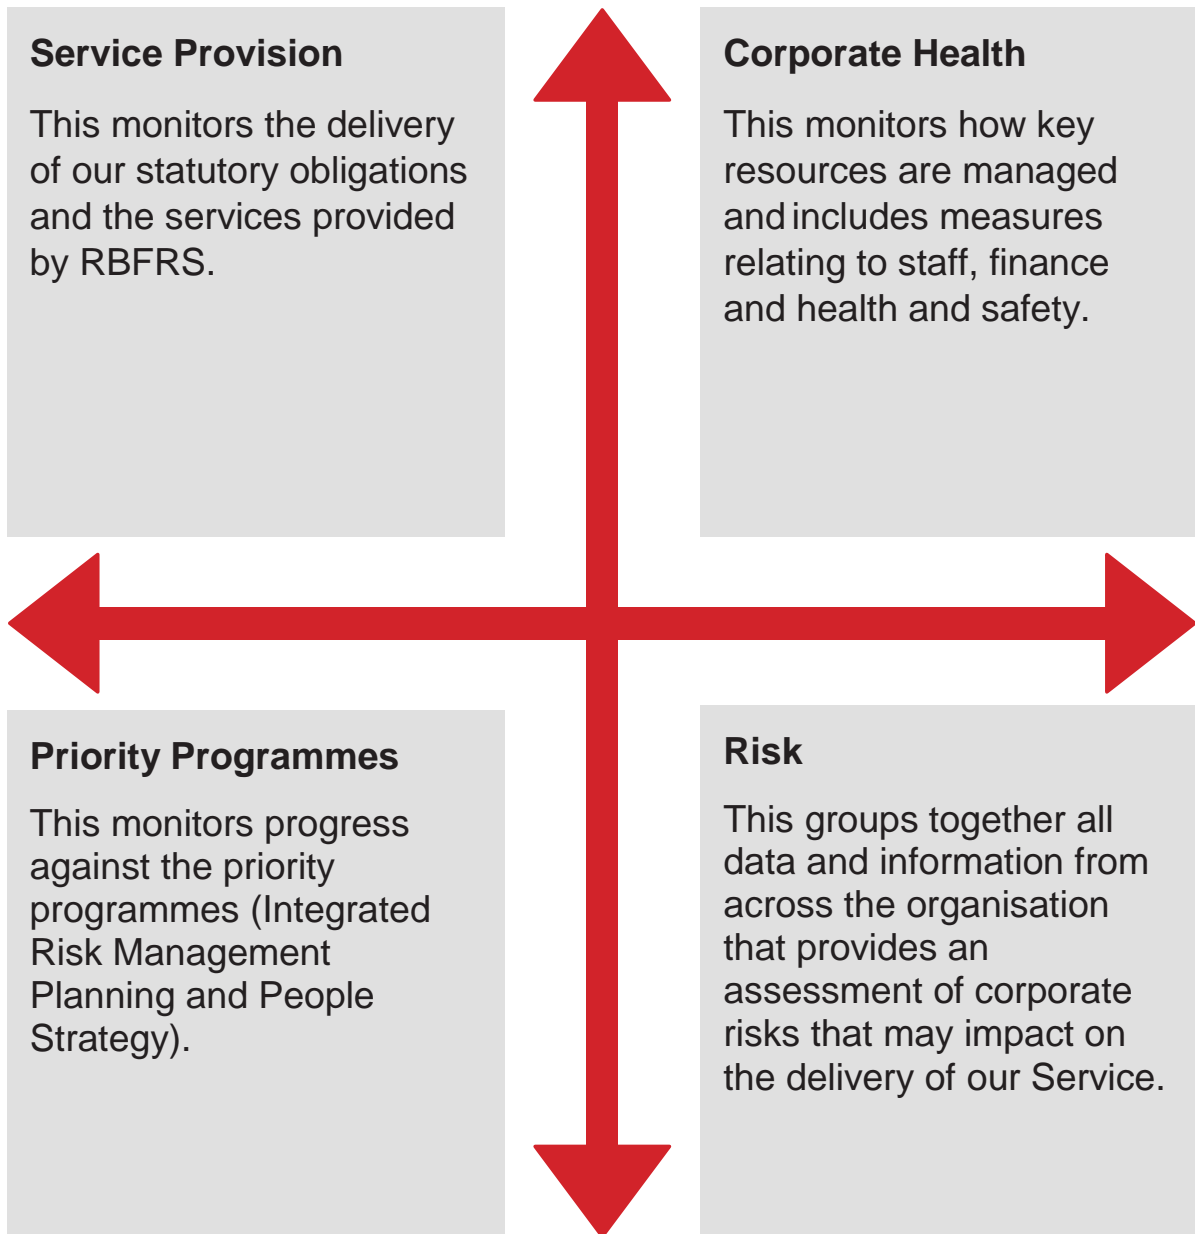 Service Provision
This monitors the delivery
of our statutory obligations
and the services provided
by RBFRS.
Corporate Health
This monitors how key
resources are managed
and includes measures
relating to staff, finance
and health and safety.
Priority Programmes
This monitors progress
against the priority
programmes (Integrated
Risk Management
Planning and People
Strategy).
Risk
This groups together all
data and information from
across the organisation
that provides an
assessment of corporate
risks that may impact on
the delivery of our Service.